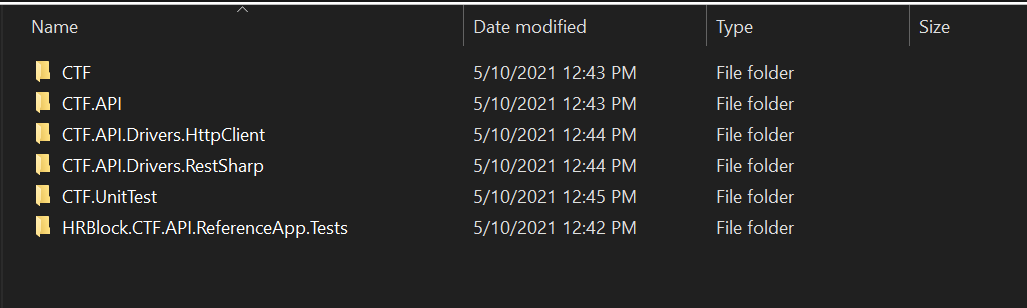 Name Date modified Type Size
CTF 5/10/2021 12:43 PM File folder
CTF.API 5/10/2021 12:43 PM File folder
CTF.API.Drivers.HttpClient 5/10/2021 12:44 PM File folder
CTF.API.Drivers.RestSharp 5/10/2021 12:44 PM File folder
CTF.UnitTest 5/10/2021 12:45 PM File folder
HRBlock.CTF.API.ReferenceApp.Tests 5/10/2021 12:42 PM File folder